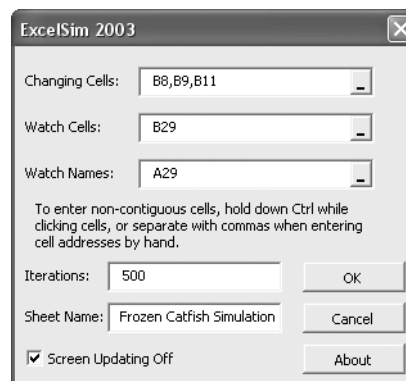 ExcelSim 2003
Changing Cells: B8,B9,B11
Watch Cells: B29
Watch Names: A29
To enter non-contiguous cells, hold down Ctrl while
clicking cells, or separate with commas when entering
cell addresses by hand.
Iterations: 500 OK
Sheet Name: Frozen Catfish Simulation Cancel
Screen Updating Off About